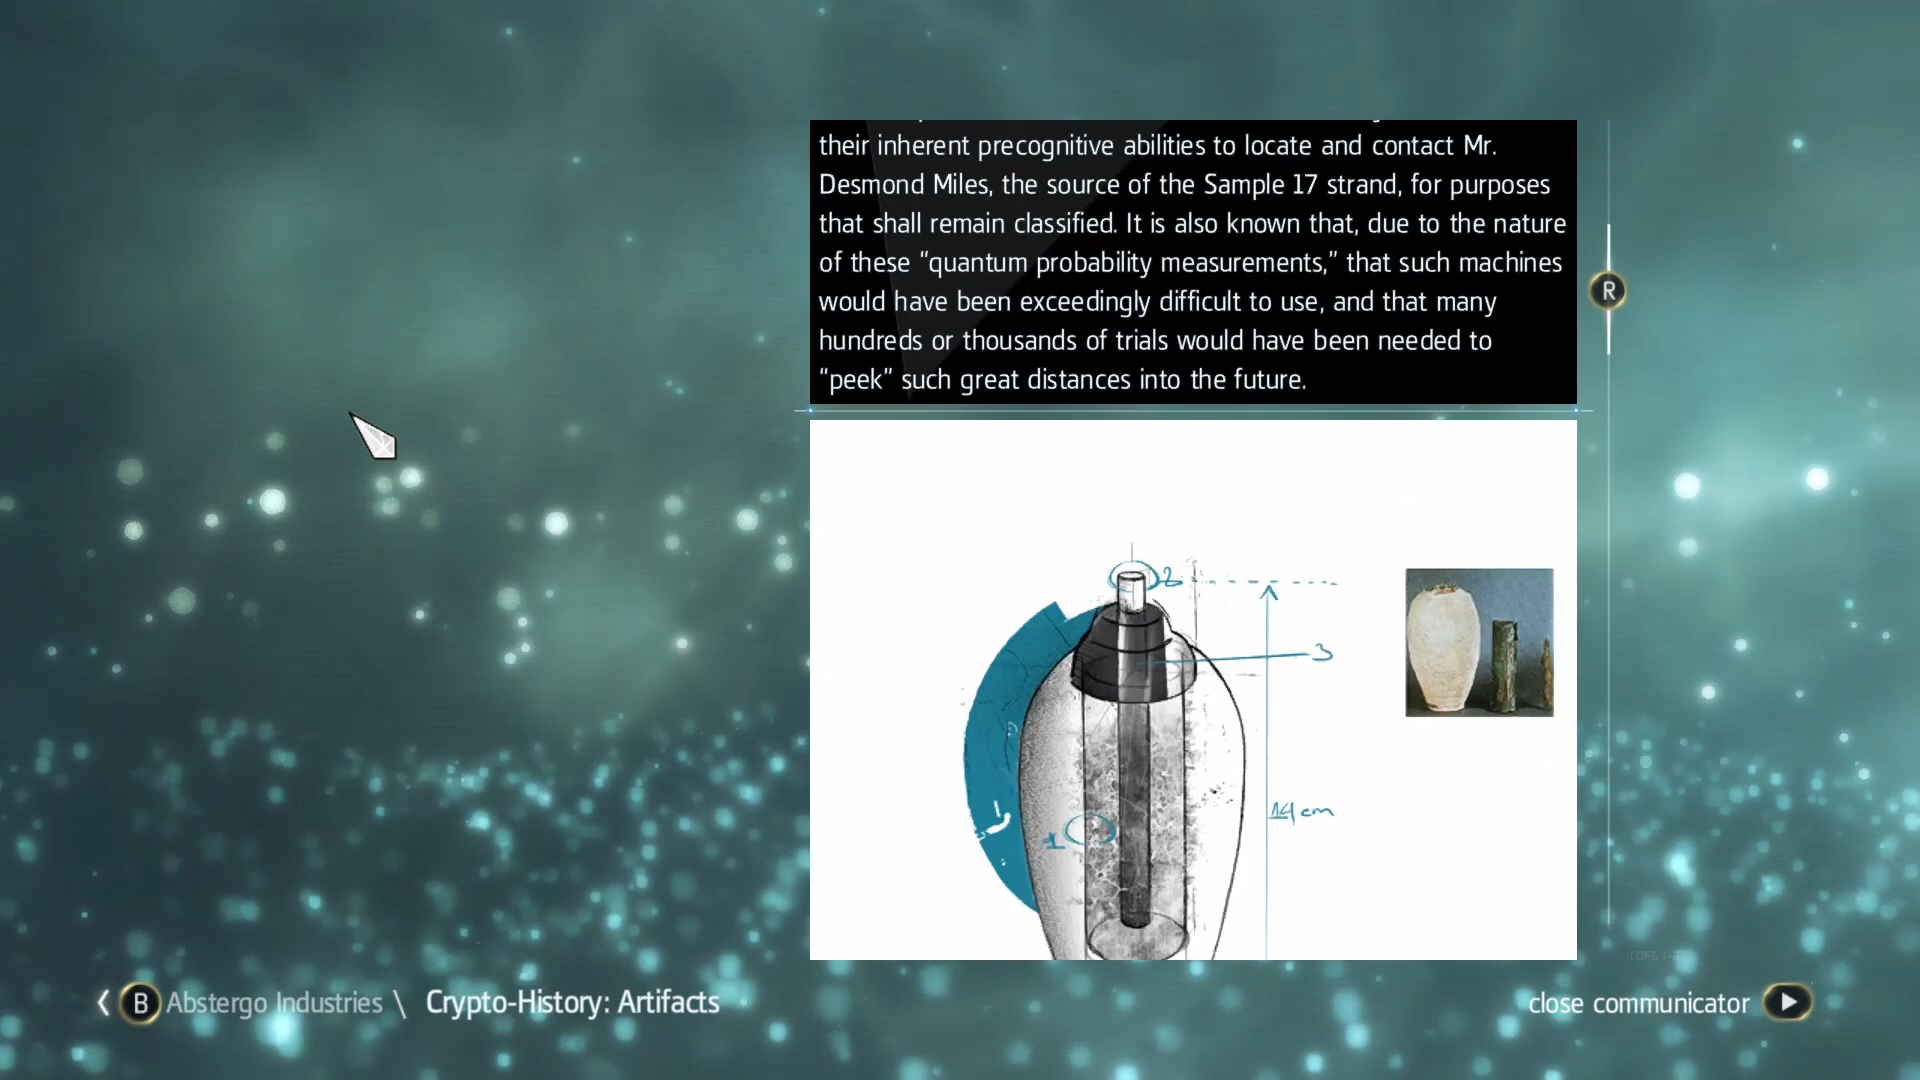 their inherent precognitive abilities to locate and contact Mr.
Desmond Miles, the source of the Sample 17 strand, for purposes
that shall remain classified. It is also known that, due to the nature
of these “quantum probability measurements,” that such machines
would have been exceedingly difficult to use, and that many
hundreds or thousands of trials would have been needed to
“peek” such great distances into the future.
R
2
3
14 cm
1
B Abstergo Industries \ Crypto-History: Artifacts
close communicator